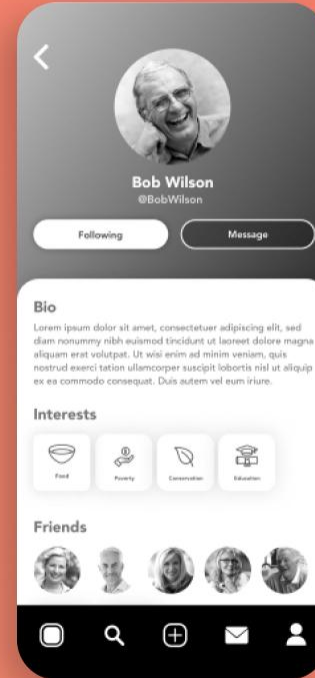 Bob Wilson
@BobWilson
Following
Message
Bio
Lorem ipsum dolor sit amet, consectetuer adipiscing elit, sed
diam nonummy nibh euismod tincidunt ut laoreet dolore magna
aliquam erat volutpat. Ut wisi enim ad minim veniam, quis
nostrud exerci tation ullamcorper suscipit lobortis nisl ut aliquip
ex ea commodo consequat. Duis autem vel eum iriure.
Interests
Food
Poverty
Conservation
Education
Friends